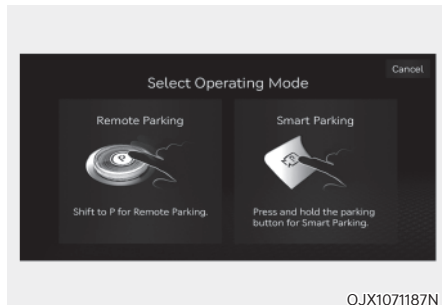 Cancel
Select Operating Mode
Remote Parking
Smart Parking
P
P
Shift to P for Remote Parking.
Press and hold the parking
button for Smart Parking.
OJX1071187N